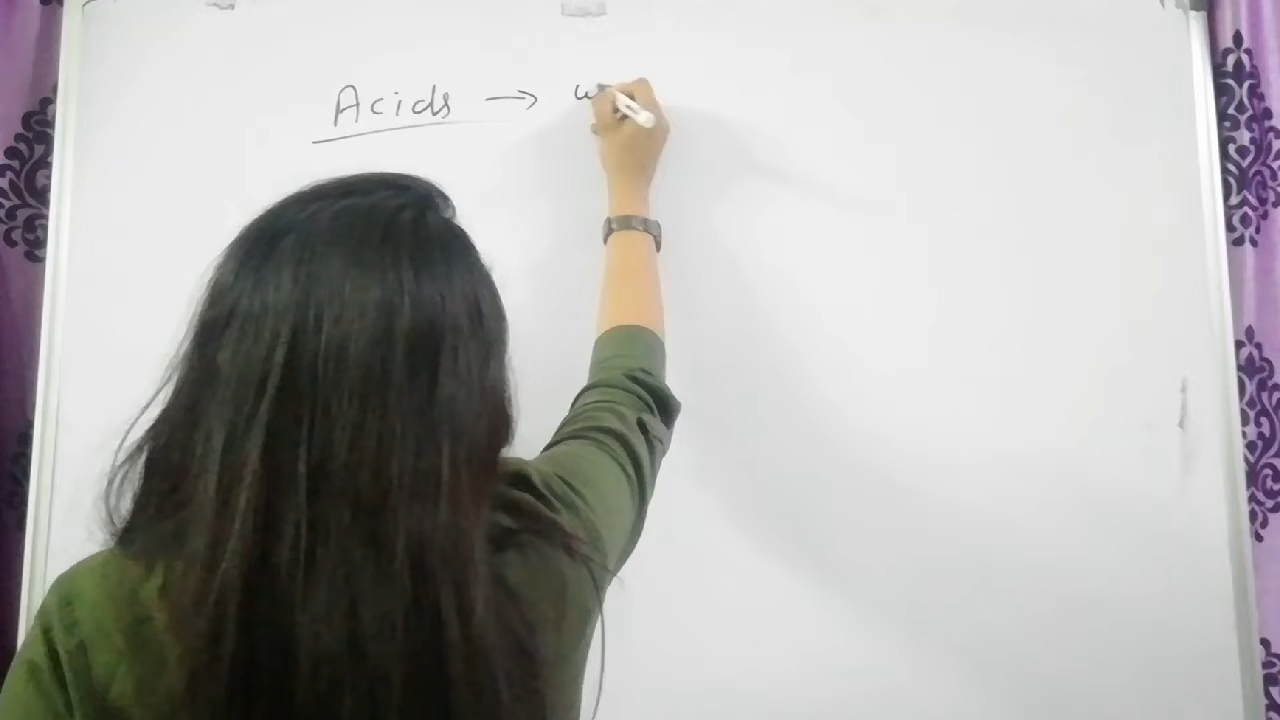 Acids →